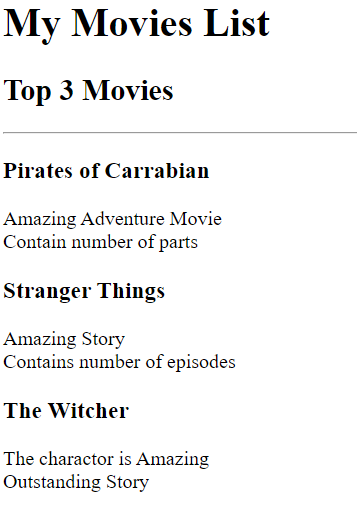 My Movies List
Top 3 Movies
Pirates of Carrabian
Amazing Adventure Movie
Contain number of parts
Stranger Things
Amazing Story
Contains number of episodes
The Witcher
The charactor is Amazing
Outstanding Story